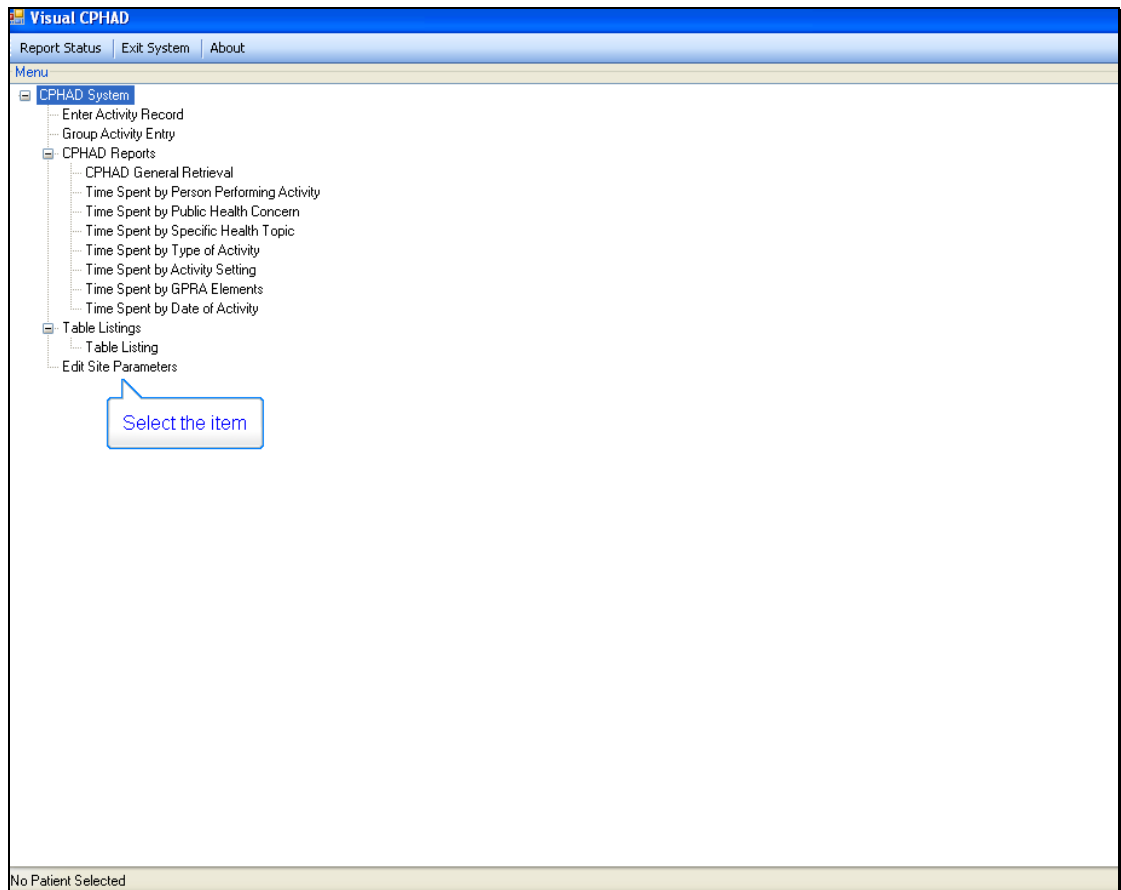 Visual CPHAD
Report Status Exit System About
Menu
CPHAD System
Enter Activity Record
Group Activity Entry
CPHAD Reports
CPHAD General Retrieval
Time Spent by Person Performing Activity
Time Spent by Public Health Concern
Time Spent by Specific Health Topic
Time Spent by Type of Activity
Time Spent by Activity Setting
Time Spent by GPRA Elements
Time Spent by Date of Activity
Table Listings
Table Listing
Edit Site Parameters
Select the item
No Patient Selected